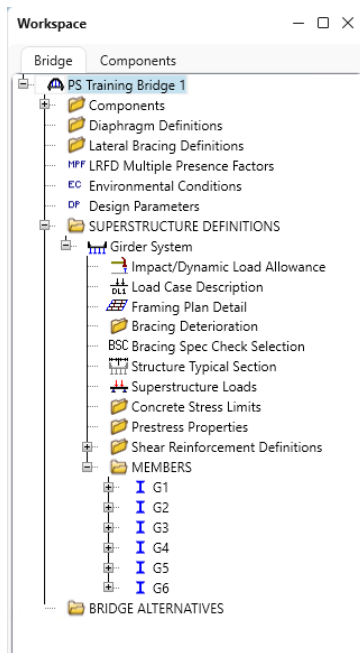 Workspace
Bridge Components
PS Training Bridge 1
Components
Diaphragm Definitions
Lateral Bracing Definitions
MPF LRFD Multiple Presence Factors
EC Environmental Conditions
DP Design Parameters
SUPERSTRUCTURE DEFINITIONS
Girder System
Impact/Dynamic Load Allowance
DL1 Load Case Description
Framing Plan Detail
Bracing Deterioration
BSC Bracing Spec Check Selection
Structure Typical Section
Superstructure Loads
Concrete Stress Limits
Prestress Properties
Shear Reinforcement Definitions
MEMBERS
G1
G2
G3
G4
G5
G6
BRIDGE ALTERNATIVES